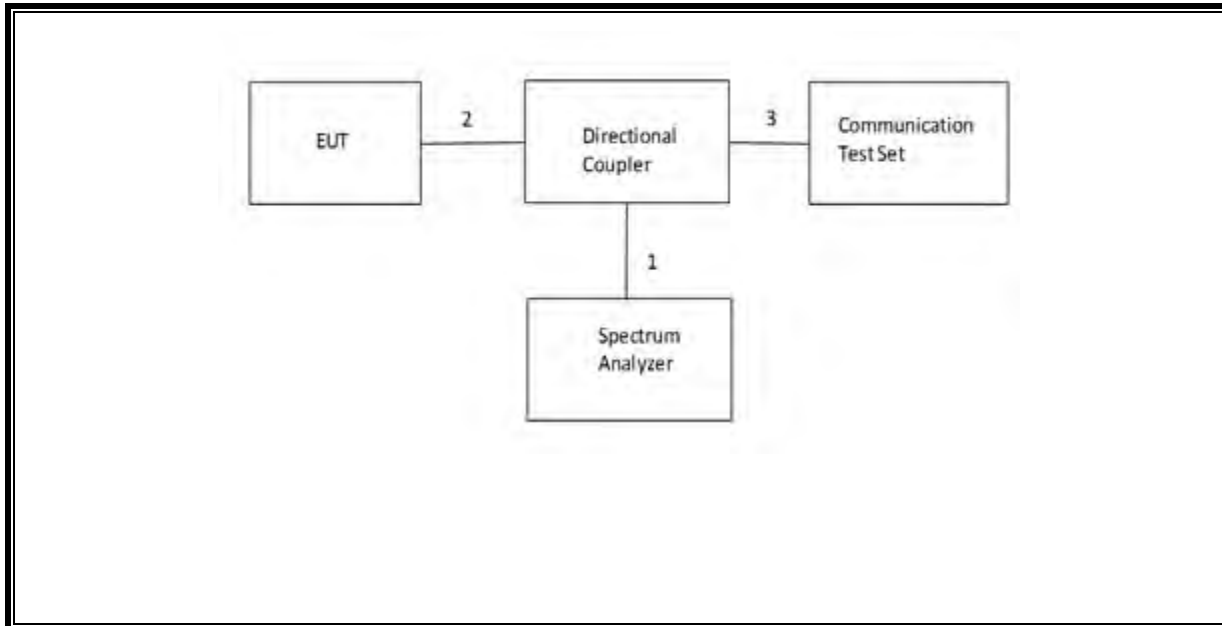 EUT
2
Directional
Coupler
3
Communication
Test Set
1
Spectrum
Analyzer